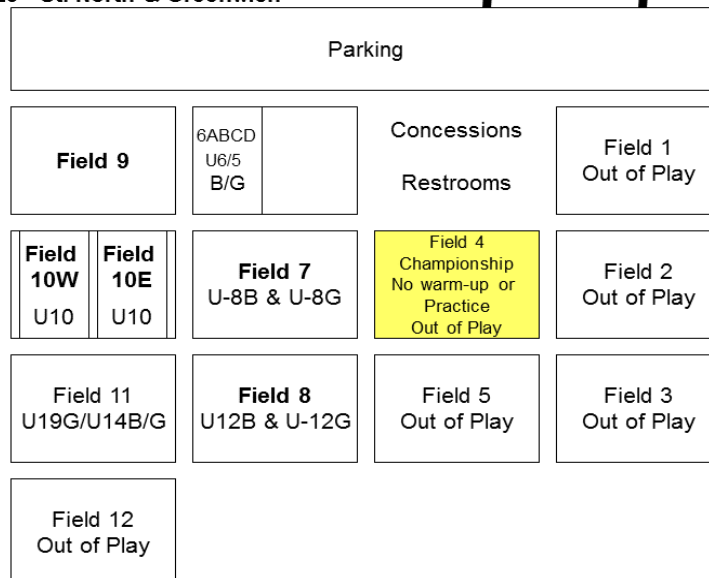 Parking
Field 9
6ABCD
U6/5
B/G
Concessions
Restrooms
Field 1
Out of Play
Field
10W
U10
Field
10E
U10
Field 7
U-8B & U-8G
Field 4
Championship
No warm-up or
Practice
Out of Play
Field 2
Out of Play
Field 11
U19G/U14B/G
Field 8
U12B & U-12G
Field 5
Out of Play
Field 3
Out of Play
Field 12
Out of Play